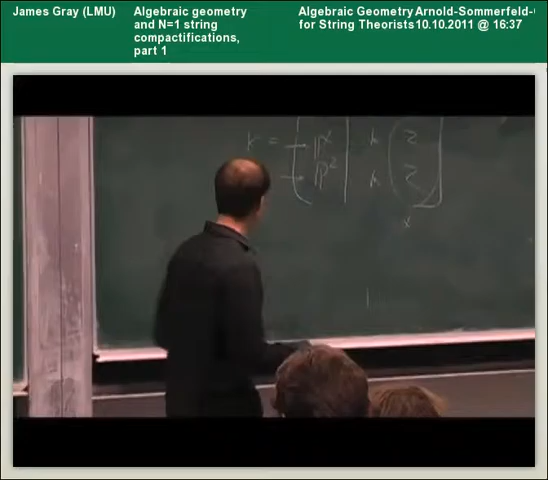 James Gray (LMU)
Algebraic geometry
and N=1 string
compactifications,
part 1
Algebraic Geometry
for String Theorists
Arnold-Sommerfeld-
10.10.2011 @ 16:37
P²
P²
2
x